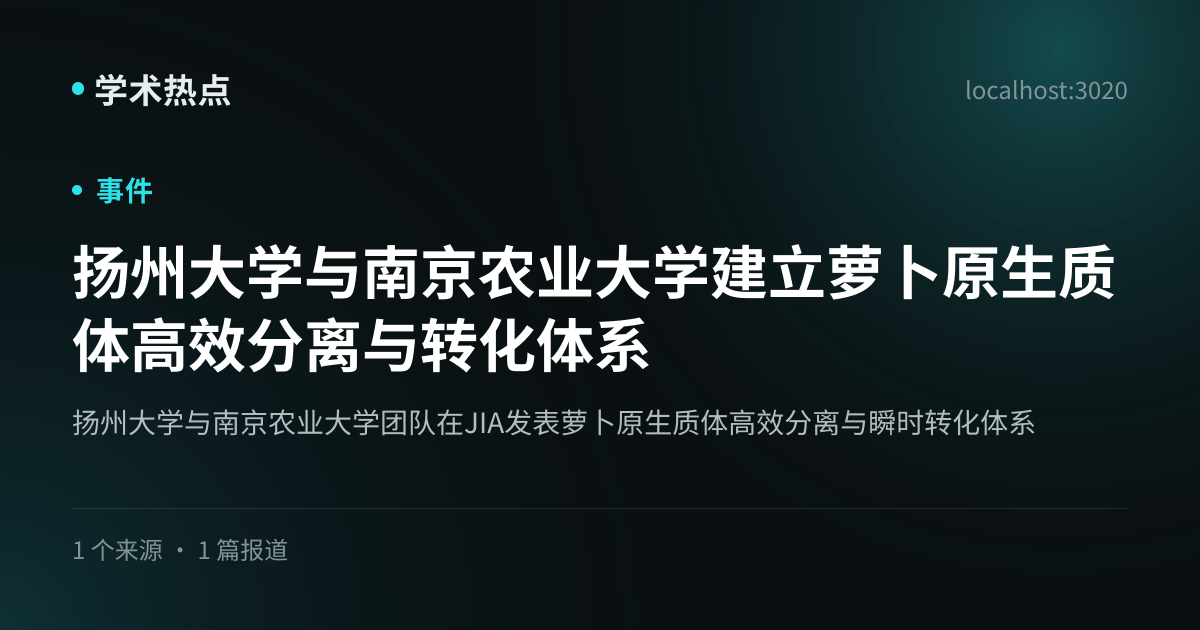 学术热点
localhost:3020
事件
扬州大学与南京农业大学建立萝卜原生质
体高效分离与转化体系
扬州大学与南京农业大学团队在JIA发表萝卜原生质体高效分离与瞬时转化体系
1 个来源 · 1 篇报道